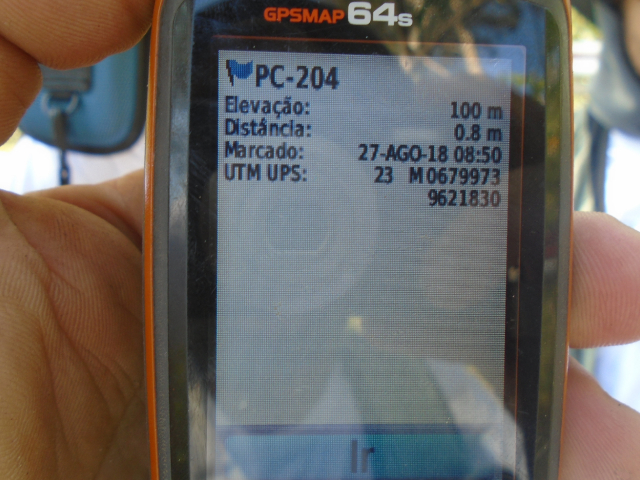 GPSMAP 64s
PC-204
Elevação: 100 m
Distância: 0.8 m
Marcado: 27-AGO-18 08:50
UTM UPS: 23 M 0679973
9621830
Ir